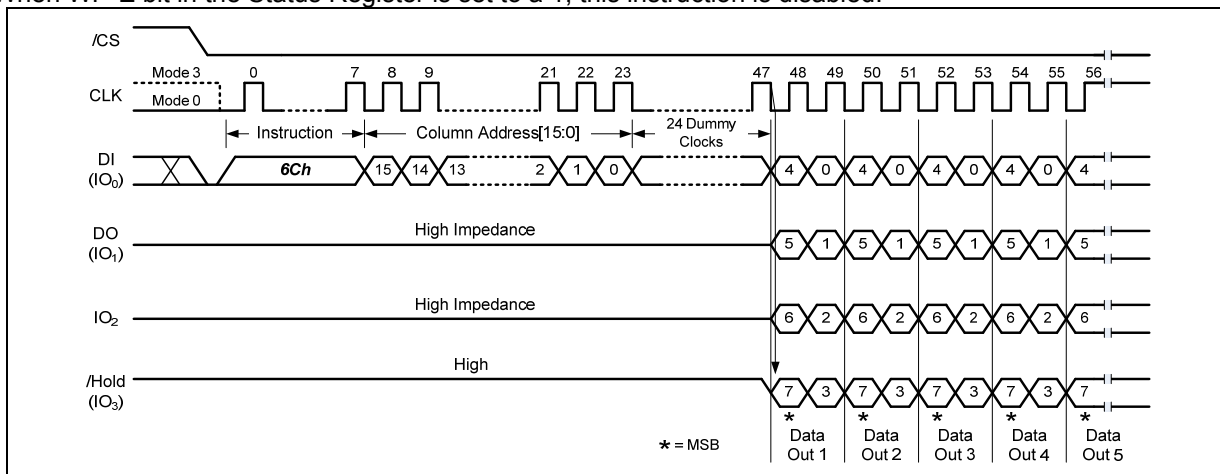 when WP-E bit in the Status Register is set to a 1, this instruction is disabled.
/CS
Mode 3 0 7 8 9 21 22 23 47 48 49 50 51 52 53 54 55 56
CLK
Mode 0
Instruction Column Address[15:0] 24 Dummy Clocks
DI (IO0) 6Ch 15 14 13 2 1 0 4 0 4 0 4 0 4 0 4
DO (IO1) High Impedance 5 1 5 1 5 1 5 1 5
IO2 High Impedance 6 2 6 2 6 2 6 2 6
/Hold (IO3) High 7 3 7 3 7 3 7 3 7
* * * * *
* = MSB
Data Out 1 Data Out 2 Data Out 3 Data Out 4 Data Out 5